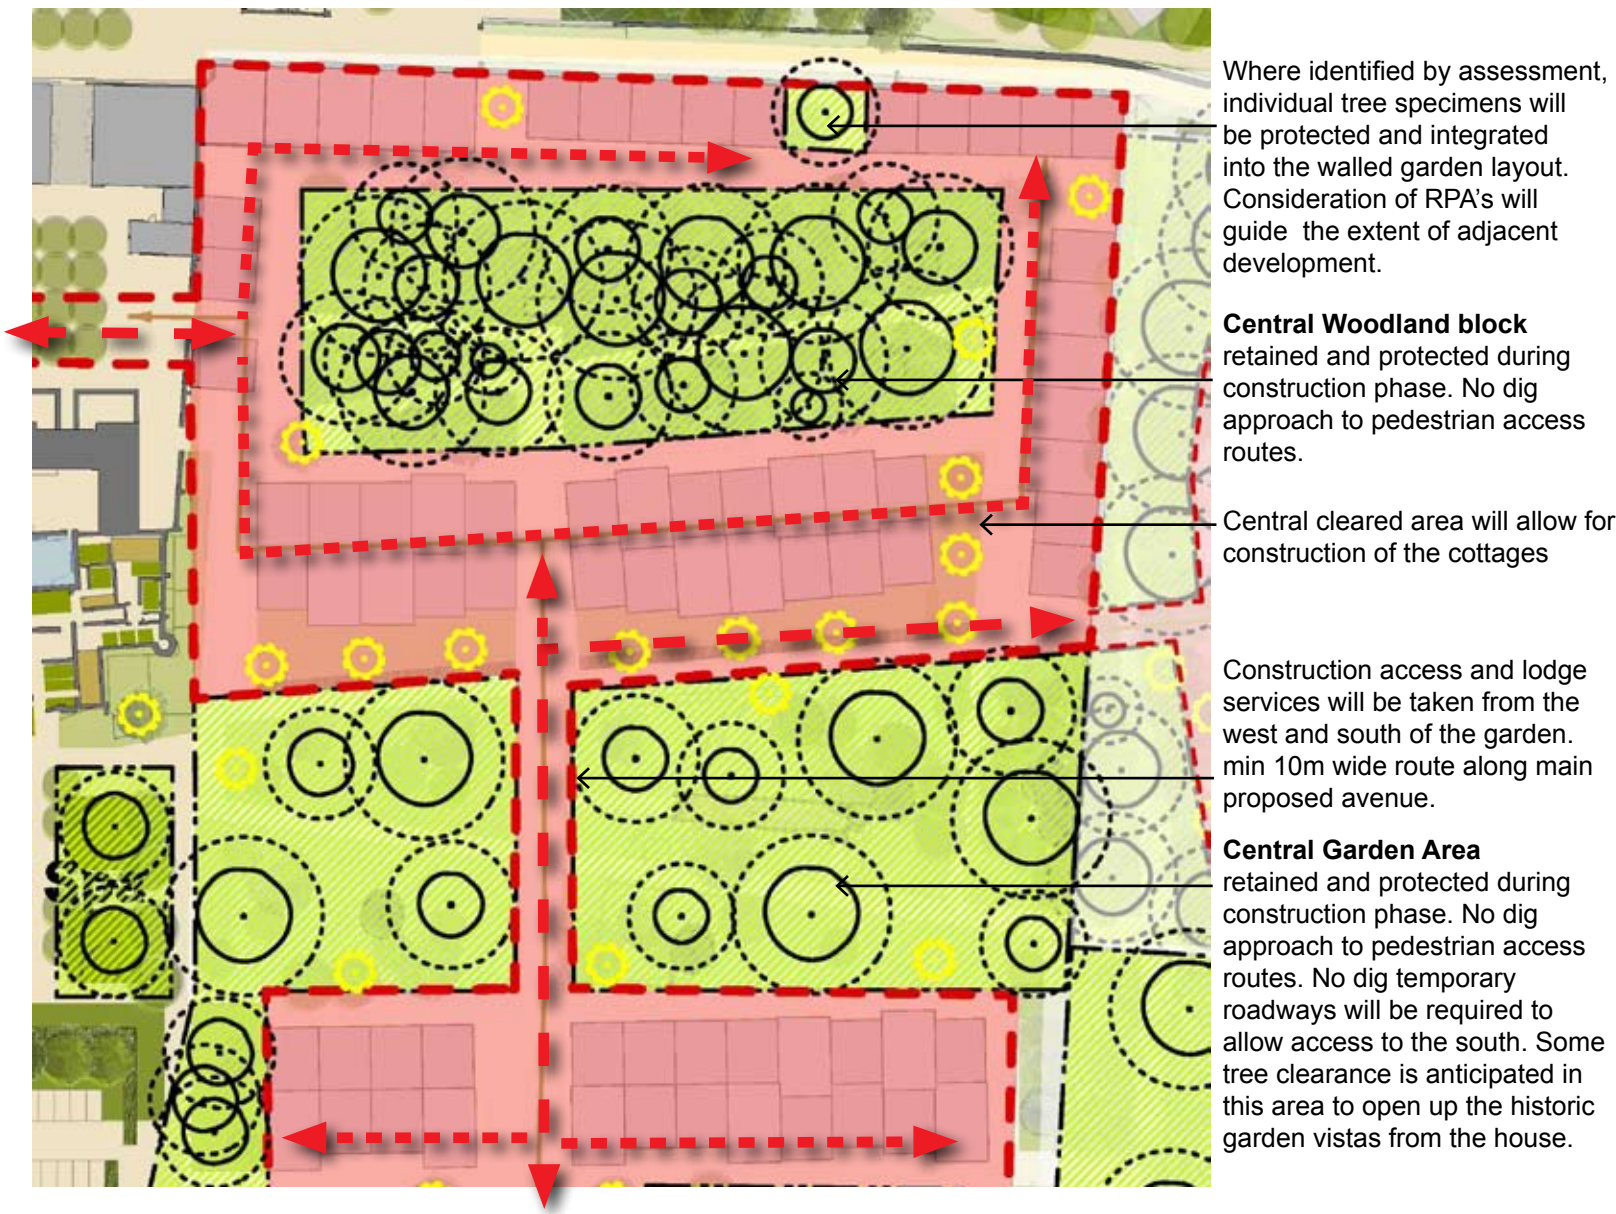 Where identified by assessment,
individual tree specimens will
be protected and integrated
into the walled garden layout.
Consideration of RPA's will
guide  the extent of adjacent
development.
Central Woodland block
retained and protected during
construction phase. No dig
approach to pedestrian access
routes.
Central cleared area will allow for
construction of the cottages
Construction access and lodge
services will be taken from the
west and south of the garden.
min 10m wide route along main
proposed avenue.
Central Garden Area
retained and protected during
construction phase. No dig
approach to pedestrian access
routes. No dig temporary
roadways will be required to
allow access to the south. Some
tree clearance is anticipated in
this area to open up the historic
garden vistas from the house.